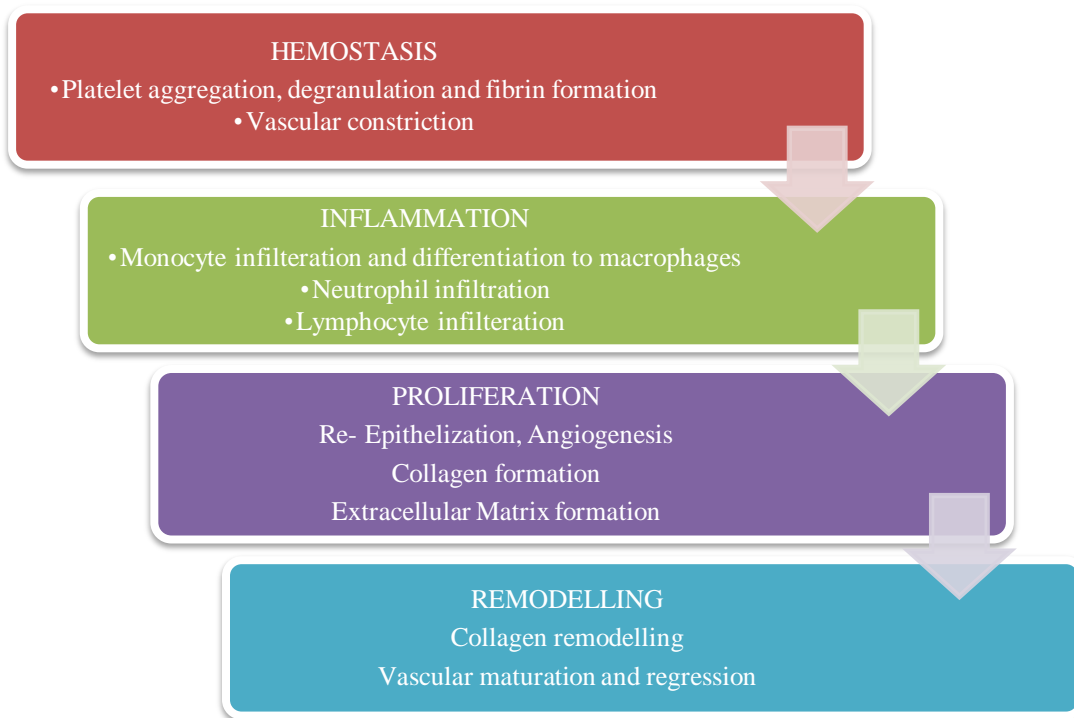 HEMOSTASIS
•Platelet aggregation, degranulation and fibrin formation
•Vascular constriction
INFLAMMATION
•Monocyte infilteration and differentiation to macrophages
•Neutrophil infiltration
•Lymphocyte infilteration
PROLIFERATION
Re- Epithelization, Angiogenesis
Collagen formation
Extracellular Matrix formation
REMODELLING
Collagen remodelling
Vascular maturation and regression